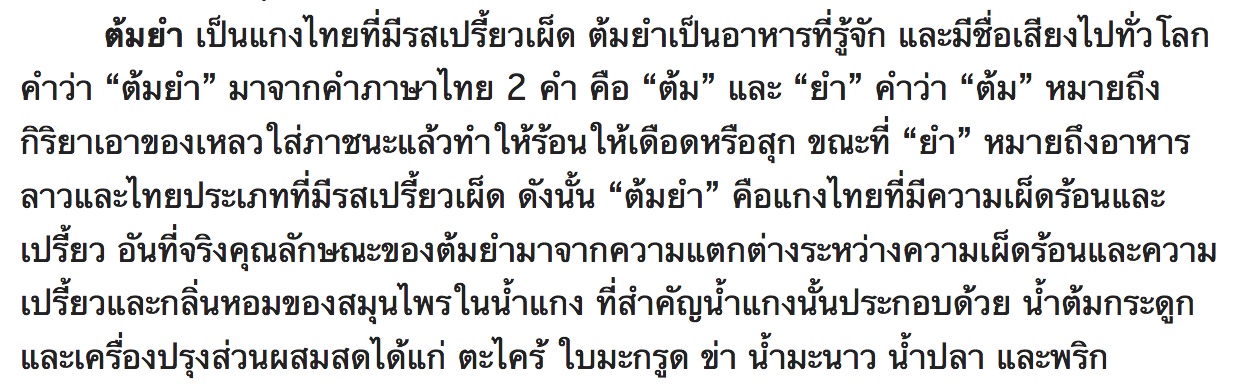 ต้มยำ เป็นแกงไทยที่มีรสเปรี้ยวเผ็ด ต้มยำเป็นอาหารที่รู้จัก และมีชื่อเสียงไปทั่วโลก
คำว่า “ต้มยำ” มาจากคำภาษาไทย 2 คำ คือ “ต้ม” และ “ยำ” คำว่า “ต้ม” หมายถึง
กิริยาเอาของเหลวใส่ภาชนะแล้วทำให้ร้อนให้เดือดหรือสุก ขณะที่ “ยำ” หมายถึงอาหาร
ลาวและไทยประเภทที่มีรสเปรี้ยวเผ็ด ดังนั้น “ต้มยำ” คือแกงไทยที่มีความเผ็ดร้อนและ
เปรี้ยว อันที่จริงคุณลักษณะของต้มยำมาจากความแตกต่างระหว่างความเผ็ดร้อนและความ
เปรี้ยวและกลิ่นหอมของสมุนไพรในน้ำแกง ที่สำคัญน้ำแกงนั้นประกอบด้วย น้ำต้มกระดูก
และเครื่องปรุงส่วนผสมสดได้แก่ ตะไคร้ ใบมะกรูด ข่า น้ำมะนาว น้ำปลา และพริก